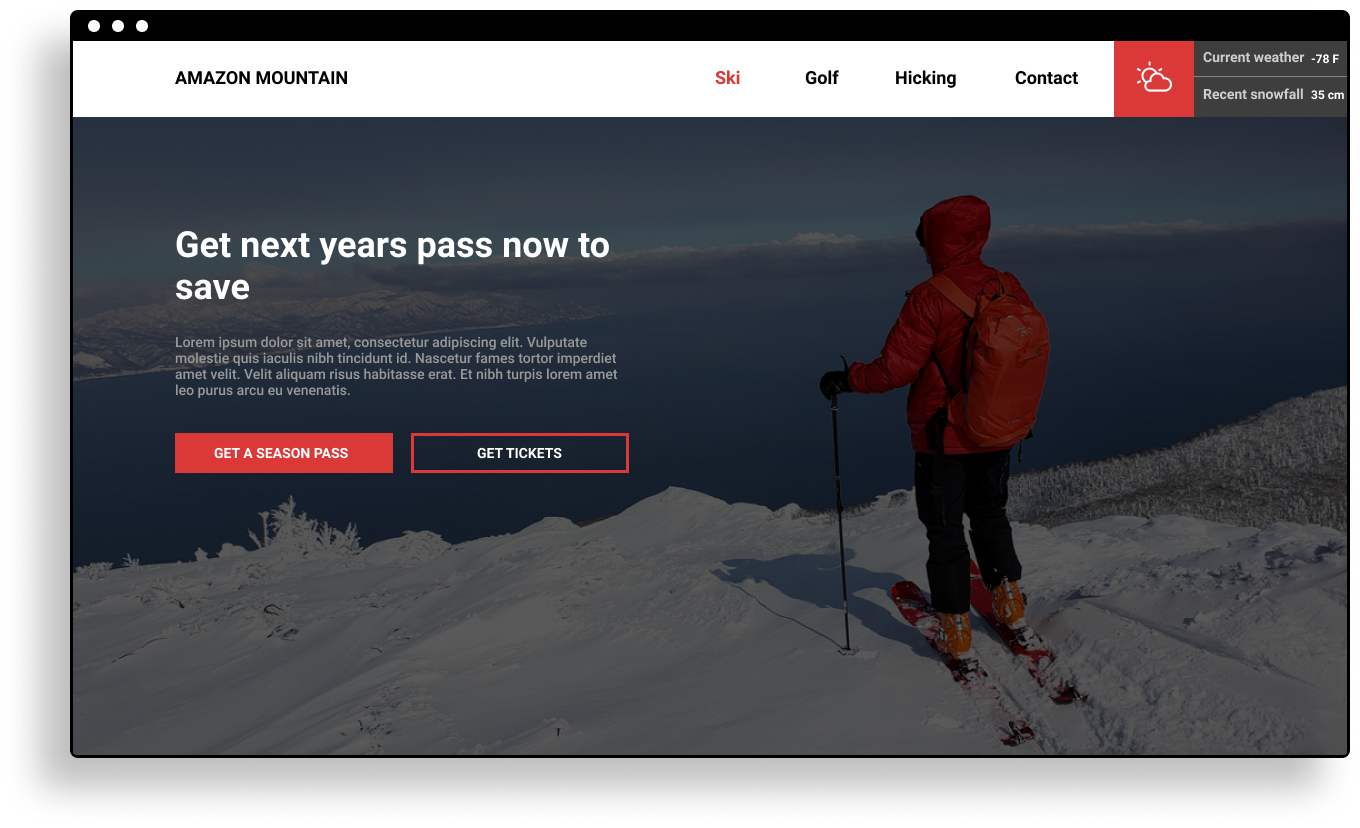 AMAZON MOUNTAIN
Ski
Golf
Hicking
Contact
Current weather -78 F
Recent snowfall 35 cm
Get next years pass now to
save
Lorem ipsum dolor sit amet, consectetur adipiscing elit. Vulputate
molestie quis iaculis nibh tincidunt id. Nascetur fames tortor imperdiet
amet velit. Velit aliquam risus habitasse erat. Et nibh turpis lorem amet
leo purus arcu eu venenatis.
GET A SEASON PASS
GET TICKETS